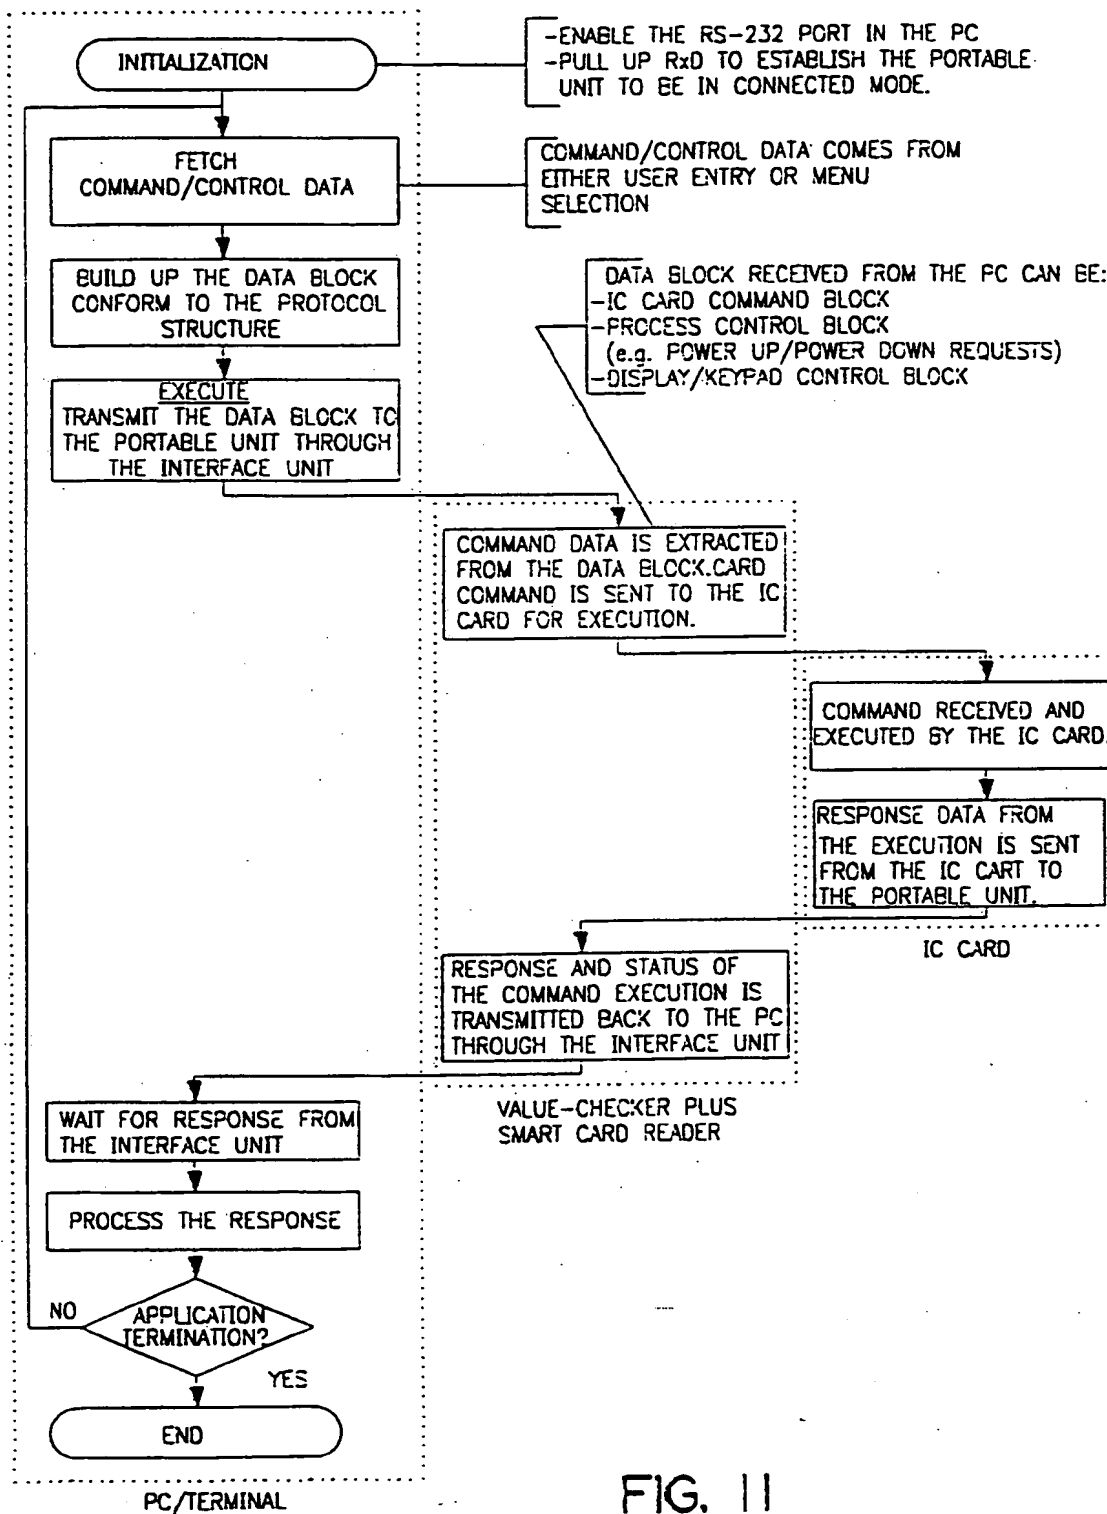 INITIALIZATION
-ENABLE THE RS-232 PORT IN THE PC
-PULL UP RxD TO ESTABLISH THE PORTABLE
UNIT TO BE IN CONNECTED MODE.
FETCH
COMMAND/CONTROL DATA
COMMAND/CONTROL DATA COMES FROM
EITHER USER ENTRY OR MENU
SELECTION
BUILD UP THE DATA BLOCK
CONFORM TO THE PROTOCOL
STRUCTURE
DATA BLOCK RECEIVED FROM THE PC CAN BE:
-IC CARD COMMAND BLOCK
-PROCESS CONTROL BLOCK
(e.g. POWER UP/POWER DOWN REQUESTS)
-DISPLAY/KEYPAD CONTROL BLOCK
EXECUTE
TRANSMIT THE DATA BLOCK TO
THE PORTABLE UNIT THROUGH
THE INTERFACE UNIT
COMMAND DATA IS EXTRACTED
FROM THE DATA BLOCK.CARD
COMMAND IS SENT TO THE IC
CARD FOR EXECUTION.
COMMAND RECEIVED AND
EXECUTED BY THE IC CARD.
RESPONSE DATA FROM
THE EXECUTION IS SENT
FROM THE IC CART TO
THE PORTABLE UNIT.
IC CARD
RESPONSE AND STATUS OF
THE COMMAND EXECUTION IS
TRANSMITTED BACK TO THE PC
THROUGH THE INTERFACE UNIT
VALUE-CHECKER PLUS
SMART CARD READER
WAIT FOR RESPONSE FROM
THE INTERFACE UNIT
PROCESS THE RESPONSE
NO
APPLICATION
TERMINATION?
YES
END
PC/TERMINAL
FIG. 11